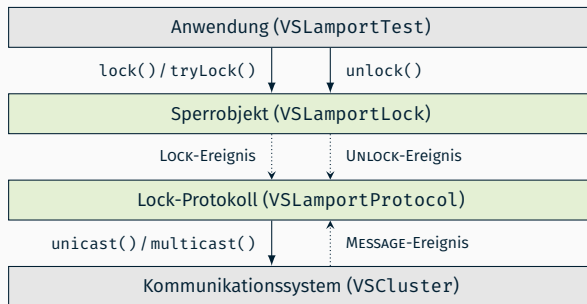 Anwendung (VSLamportTest)
lock()/tryLock() unlock()
Sperrobjekt (VSLamportLock)
Lock-Ereignis Unlock-Ereignis
Lock-Protokoll (VSLamportProtocol)
unicast()/multicast() Message-Ereignis
Kommunikationssystem (VSCluster)